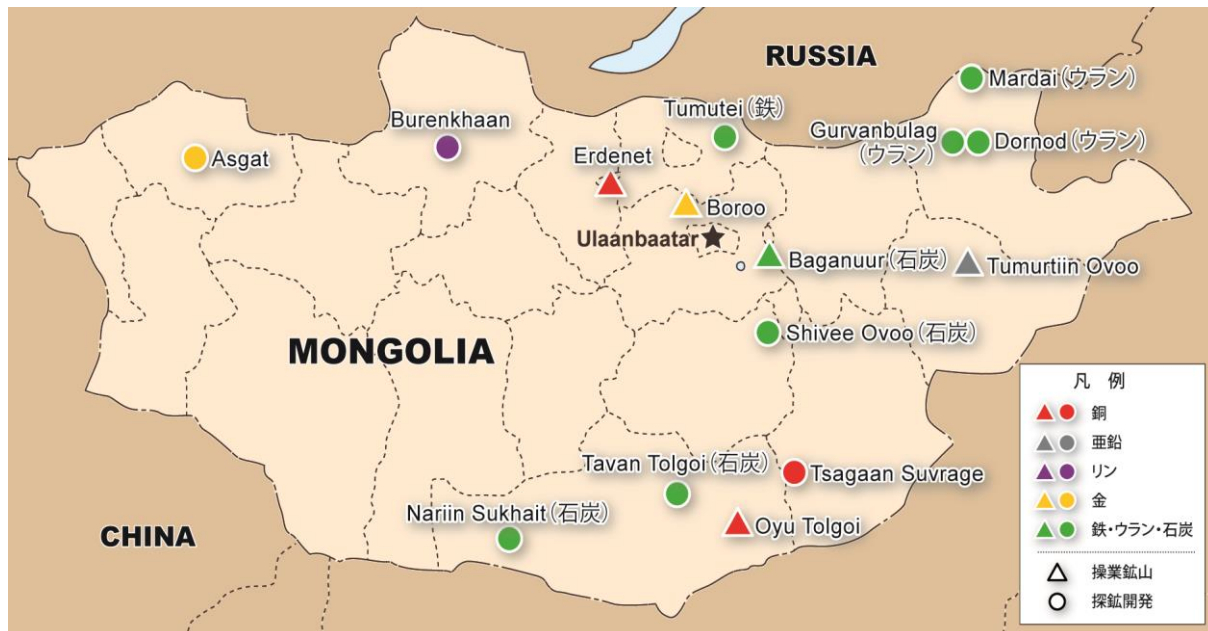 RUSSIA
Mardai(ウラン)
Tumutei(鉄)
Burenkhaan
Gurvanbulag
(ウラン)
Dornod(ウラン)
Asgat
Erdenet
Boroo
Ulaanbaatar
Baganuur(石炭)
Tumurtiin Ovoo
Shivee Ovoo(石炭)
MONGOLIA
Tavan Tolgoi(石炭)
Tsagaan Suvrage
Nariin Sukhait(石炭)
Oyu Tolgoi
CHINA
凡 例
銅
亜鉛
リン
金
鉄・ウラン・石炭
操業鉱山
探鉱開発